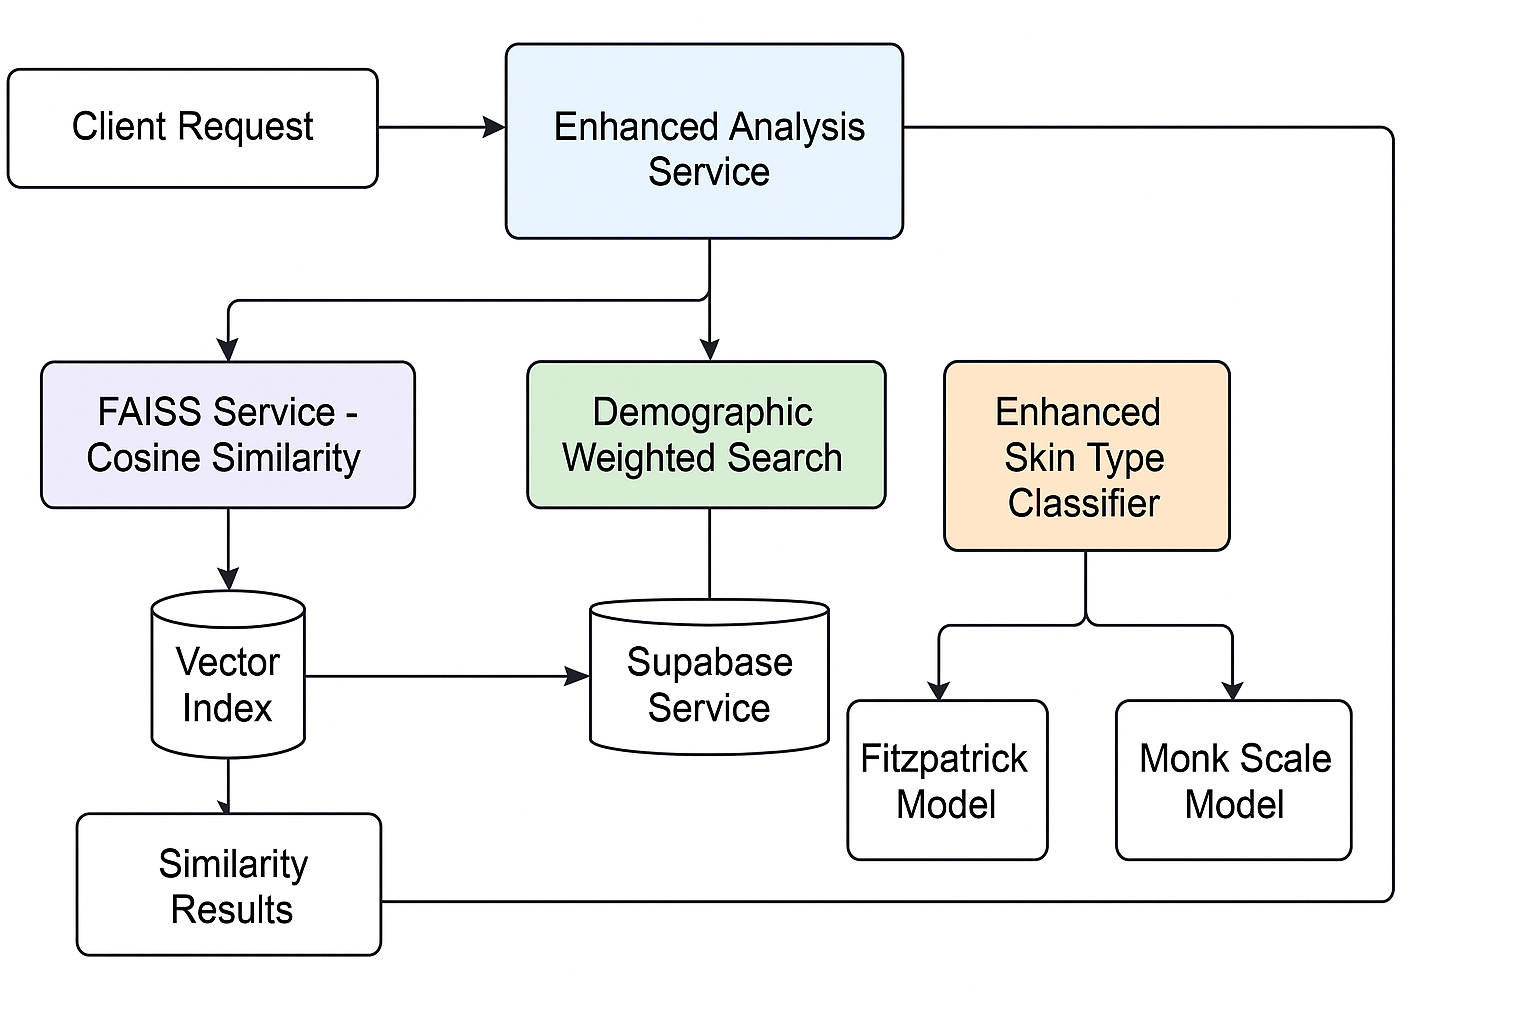 Client Request
Enhanced Analysis
Service
FAISS Service -
Cosine Similarity
Demographic
Weighted Search
Enhanced
Skin Type
Classifier
Vector
Index
Supabase
Service
Fitzpatrick
Model
Monk Scale
Model
Similarity
Results